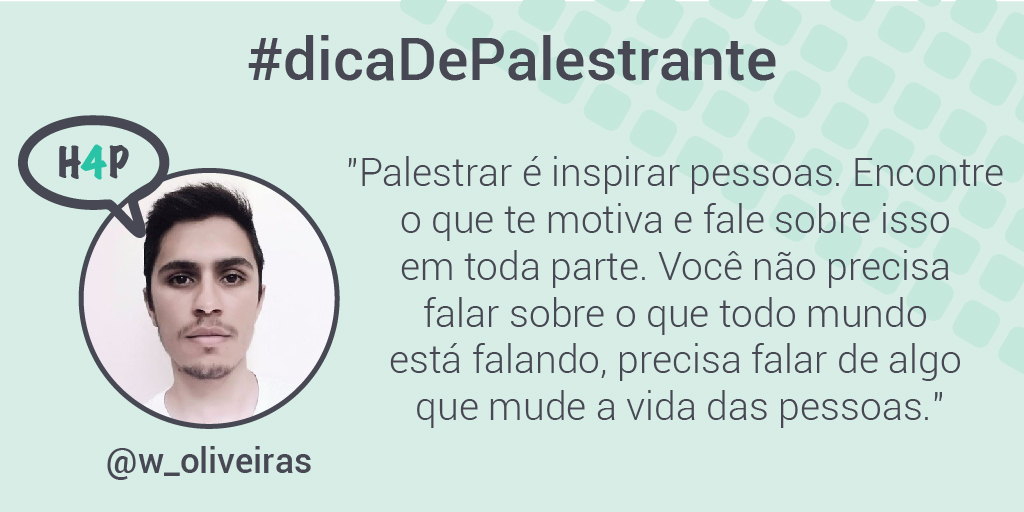 #dicaDePalestrante
H4P
"Palestrar é inspirar pessoas. Encontre
o que te motiva e fale sobre isso
em toda parte. Você não precisa
falar sobre o que todo mundo
está falando, precisa falar de algo
que mude a vida das pessoas."
@w_oliveiras